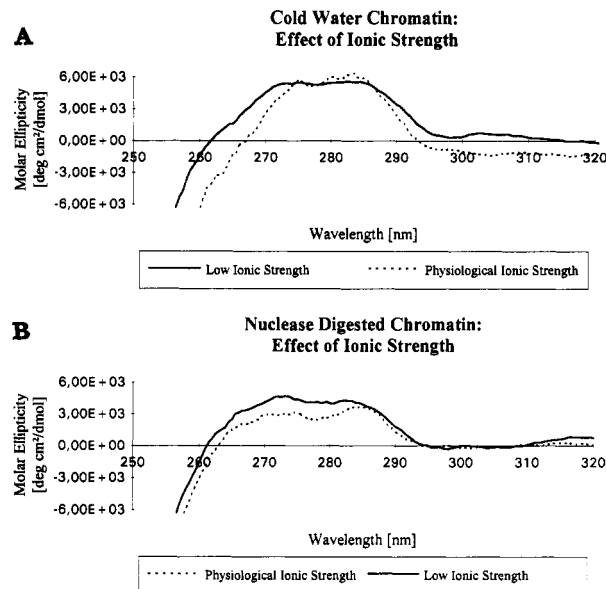 A
Cold Water Chromatin:
Effect of Ionic Strength
Molar Ellipticity
[deg cm²/dmol]
6,00E + 03
3,00E + 03
0,00E + 00
-3,00E + 03
-6,00E + 03
250 260 270 280 290 300 310 320
Wavelength [nm]
Low Ionic Strength Physiological Ionic Strength
B
Nuclease Digested Chromatin:
Effect of Ionic Strength
Molar Ellipticity
[deg cm²/dmol]
6,00E + 03
3,00E + 03
0,00E + 00
-3,00E + 03
-6,00E + 03
250 260 270 280 290 300 310 320
Wavelength [nm]
Physiological Ionic Strength Low Ionic Strength